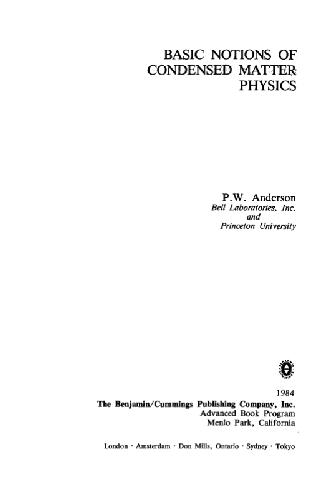 BASIC NOTIONS OF
CONDENSED MATTER
PHYSICS
P.W. Anderson
Bell Laboratories, Inc.
and
Princeton University
1984
The Benjamin/Cummings Publishing Company, Inc.
Advanced Book Program
Menlo Park, California
London · Amsterdam · Don Mills, Ontario · Sydney · Tokyo